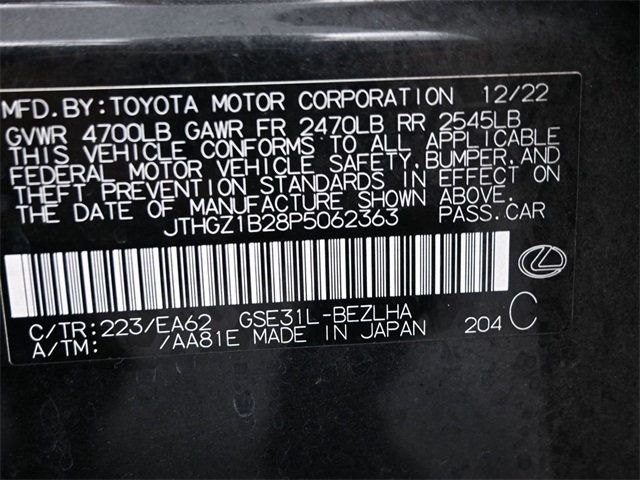 MFD. BY: TOYOTA MOTOR CORPORATION 12/22
GVWR 4700LB GAWR FR 2470LB RR 2545LB
THIS VEHICLE CONFORMS TO ALL APPLICABLE
FEDERAL MOTOR VEHICLE SAFETY, BUMPER, AND
THEFT PREVENTION STANDARDS IN EFFECT ON
THE DATE OF MANUFACTURE SHOWN ABOVE.
JTHGZ1B28P5062363 PASS. CAR
C/TR: 223/EA62 GSE31L-BEZLHA
A/TM: /AA81E MADE IN JAPAN 204 C